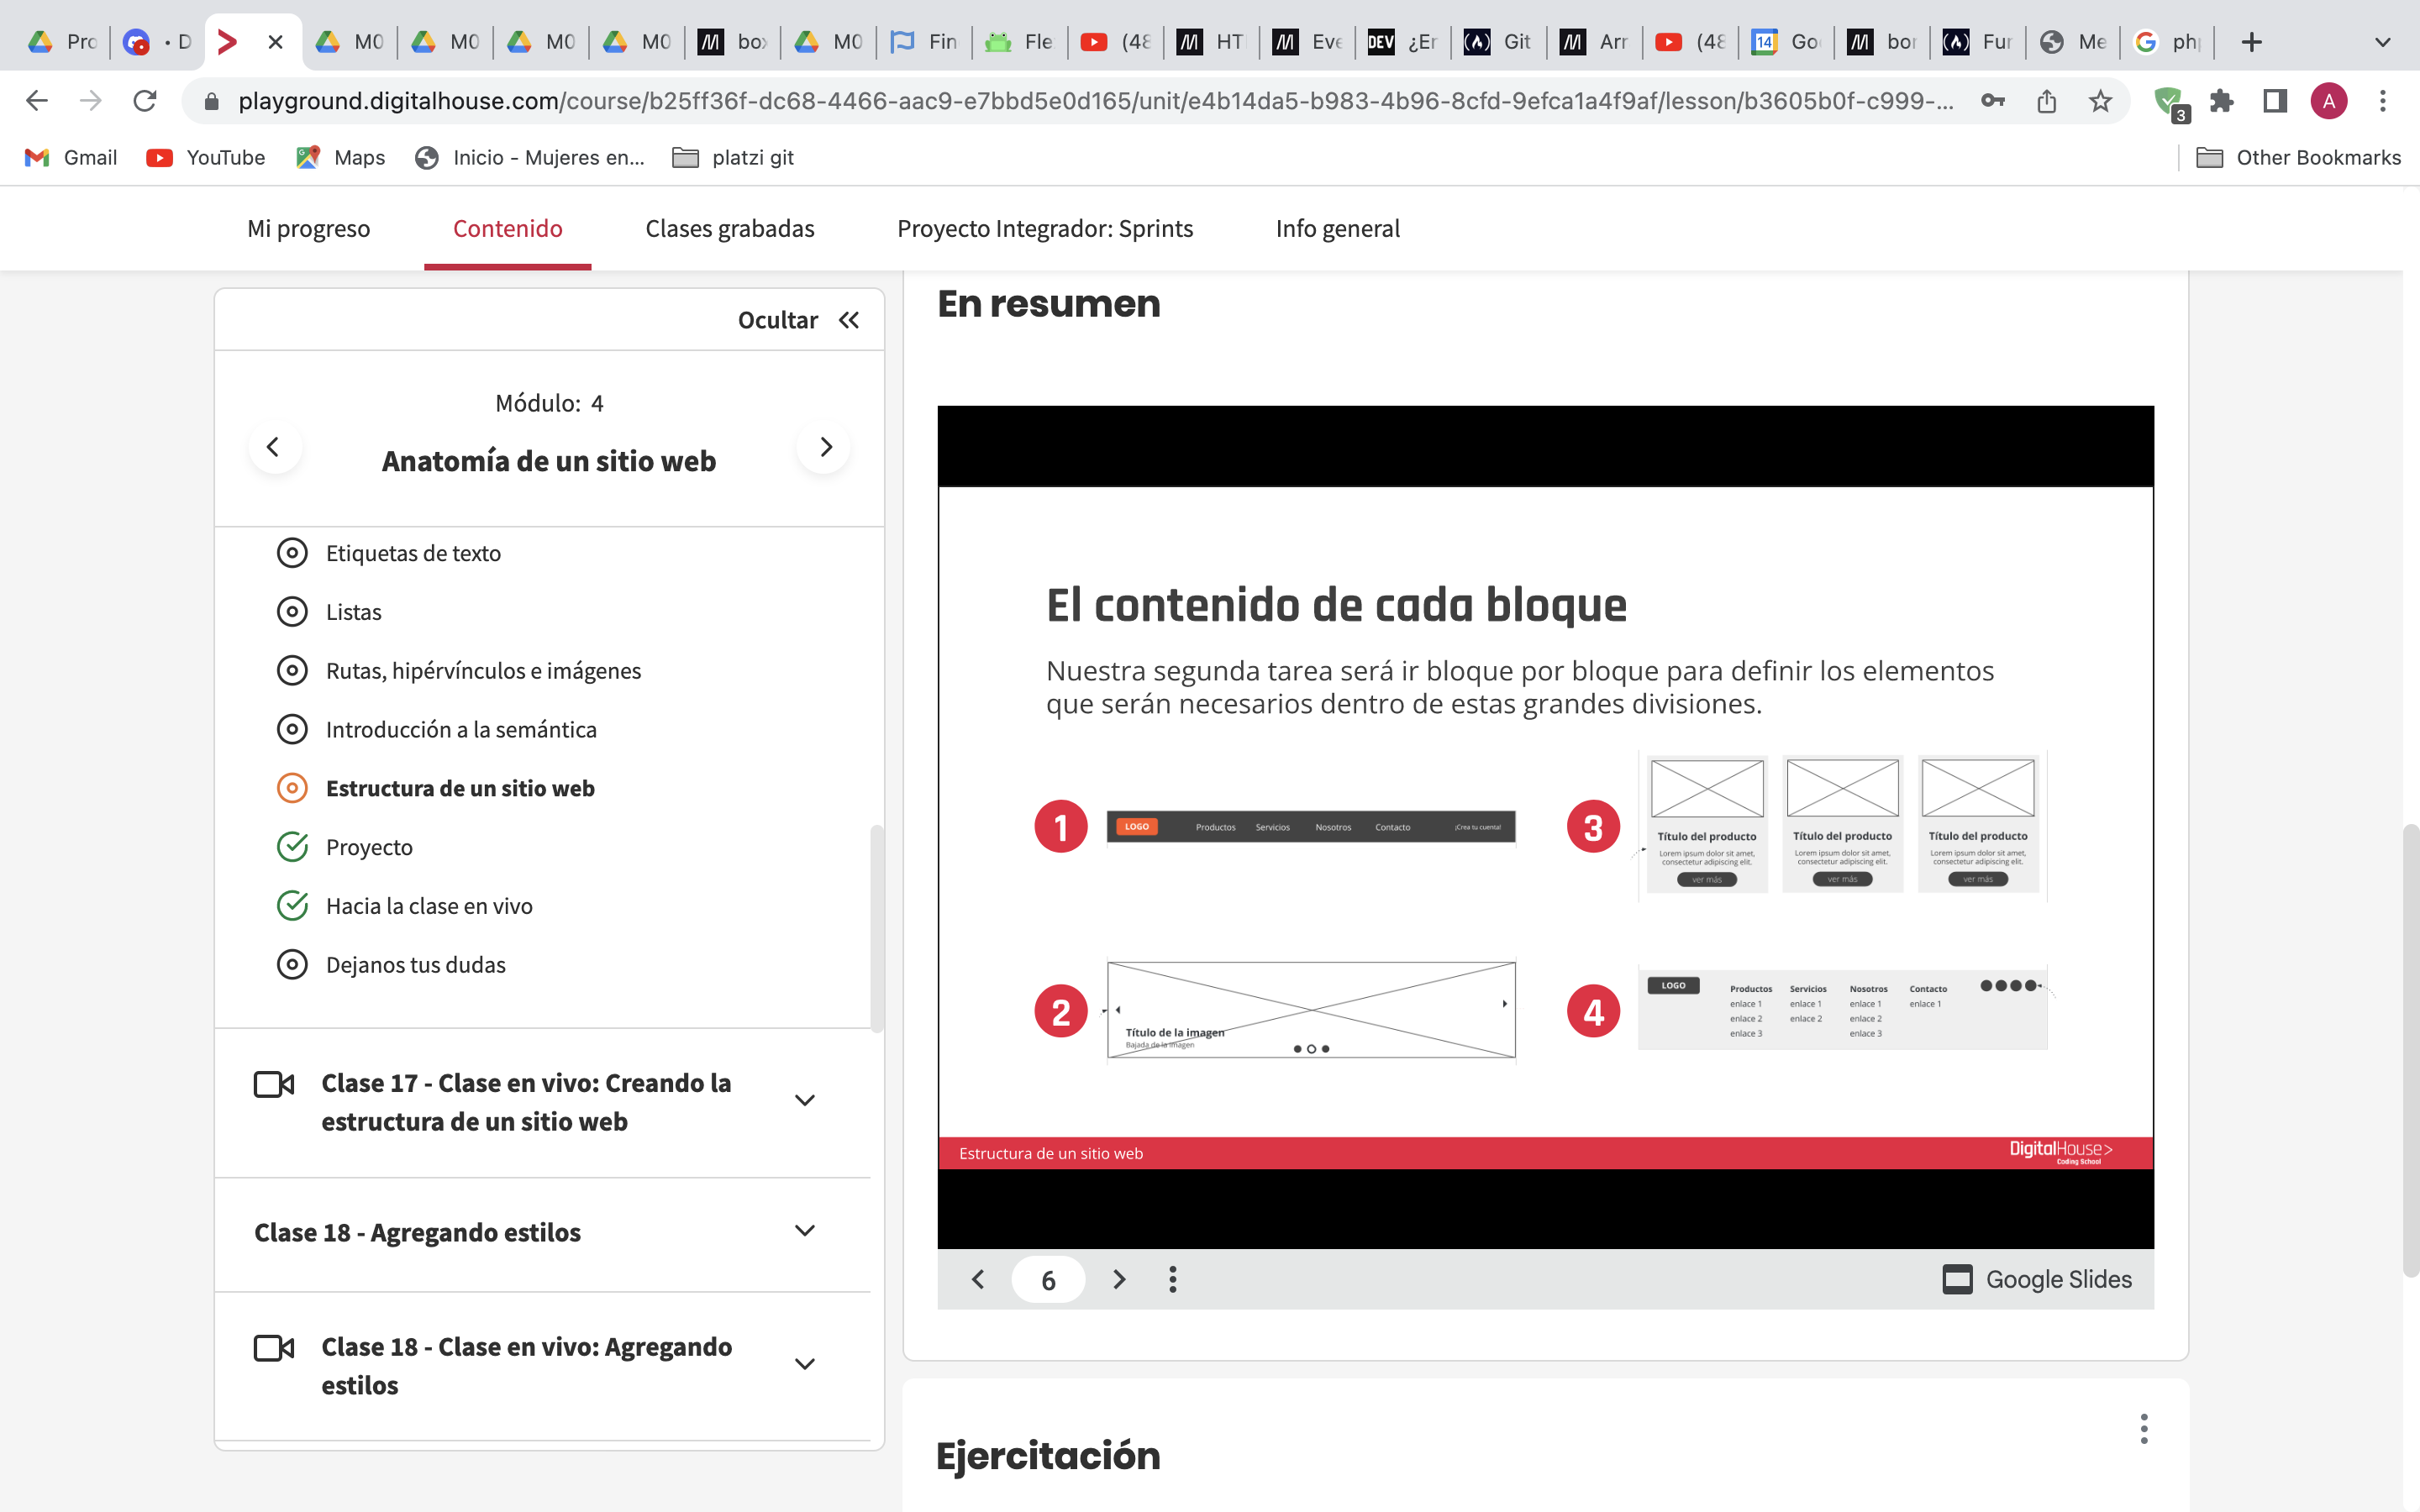 Pro
D
M0
M0
M0
M0
box
M0
Fin
Fle
(48
HT
Eve
DEV
¿Er
Git
Arr
(48
14
Go
bor
Fur
Me
ph
playground.digitalhouse.com/course/b25ff36f-dc68-4466-aac9-e7bbd5e0d165/unit/e4b14da5-b983-4b96-8cfd-9efca1a4f9af/lesson/b3605b0f-c999-...
3
A
Gmail
YouTube
Maps
Inicio - Mujeres en...
platzi git
Other Bookmarks
Mi progreso
Contenido
Clases grabadas
Proyecto Integrador: Sprints
Info general
Ocultar
Módulo: 4
Anatomía de un sitio web
Etiquetas de texto
Listas
Rutas, hipérvínculos e imágenes
Introducción a la semántica
Estructura de un sitio web
Proyecto
Hacia la clase en vivo
Dejanos tus dudas
Clase 17 - Clase en vivo: Creando la
estructura de un sitio web
Clase 18 - Agregando estilos
Clase 18 - Clase en vivo: Agregando
estilos
En resumen
El contenido de cada bloque
Nuestra segunda tarea será ir bloque por bloque para definir los elementos
que serán necesarios dentro de estas grandes divisiones.
1
LOGO
Productos
Servicios
Nosotros
Contacto
¡Crea tu cuenta!
3
Título del producto
Lorem ipsum dolor sit amet,
consectetur adipiscing elit.
ver más
Título del producto
Lorem ipsum dolor sit amet,
consectetur adipiscing elit.
ver más
Título del producto
Lorem ipsum dolor sit amet,
consectetur adipiscing elit.
ver más
2
Título de la imagen
Bajada de la imagen
4
LOGO
Productos
enlace 1
enlace 2
enlace 3
Servicios
enlace 1
enlace 2
Nosotros
enlace 1
enlace 2
enlace 3
Contacto
enlace 1
Estructura de un sitio web
DigitalHouse>
Coding School
6
Google Slides
Ejercitación